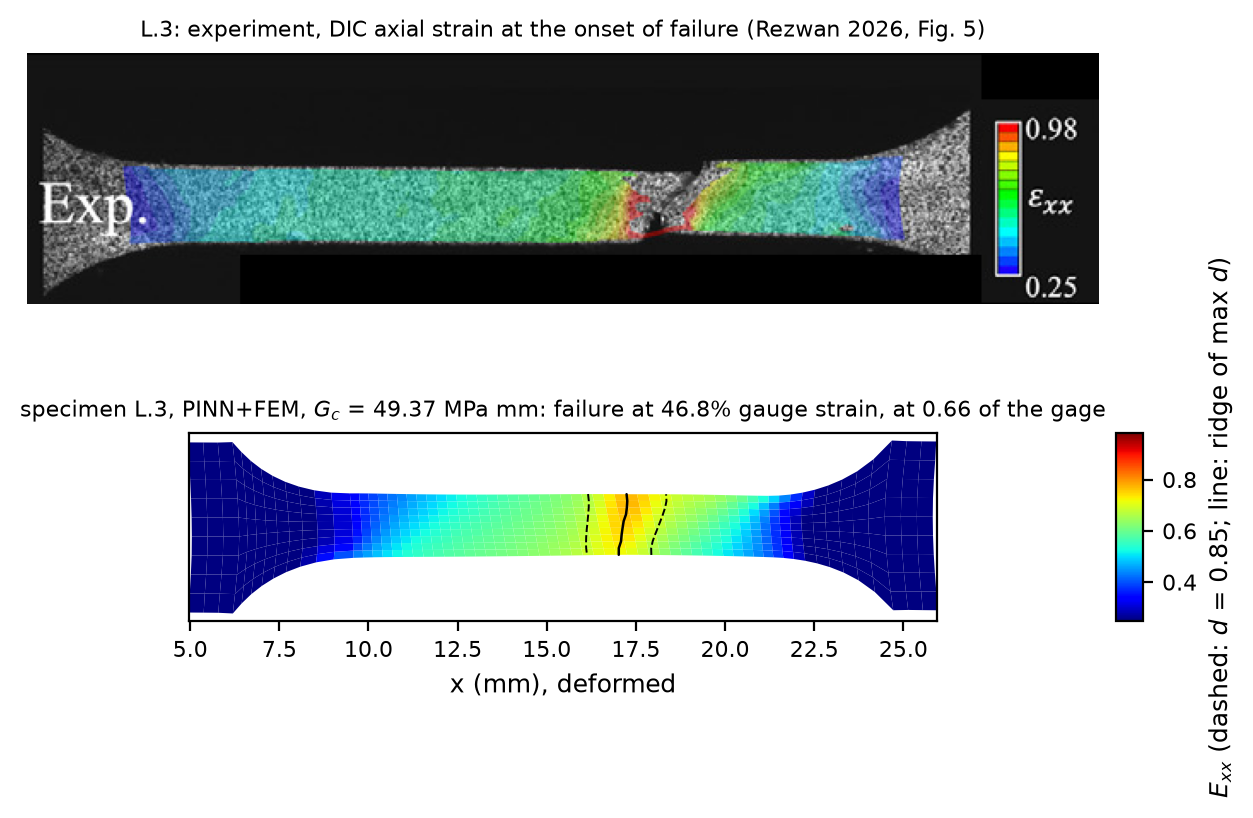 L.3: experiment, DIC axial strain at the onset of failure (Rezwan 2026, Fig. 5)
Exp.
0.98
εxx
0.25
specimen L.3, PINN+FEM, Gc = 49.37 MPa mm: failure at 46.8% gauge strain, at 0.66 of the gage
0.8
0.6
0.4
Exx (dashed: d = 0.85; line: ridge of max d)
5.0 7.5 10.0 12.5 15.0 17.5 20.0 22.5 25.0
x (mm), deformed